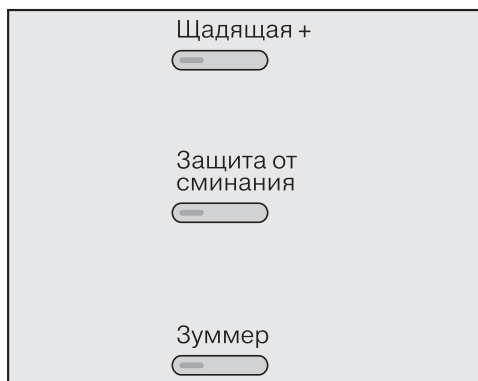 Щадящая +
Защита от
сминания
Зуммер